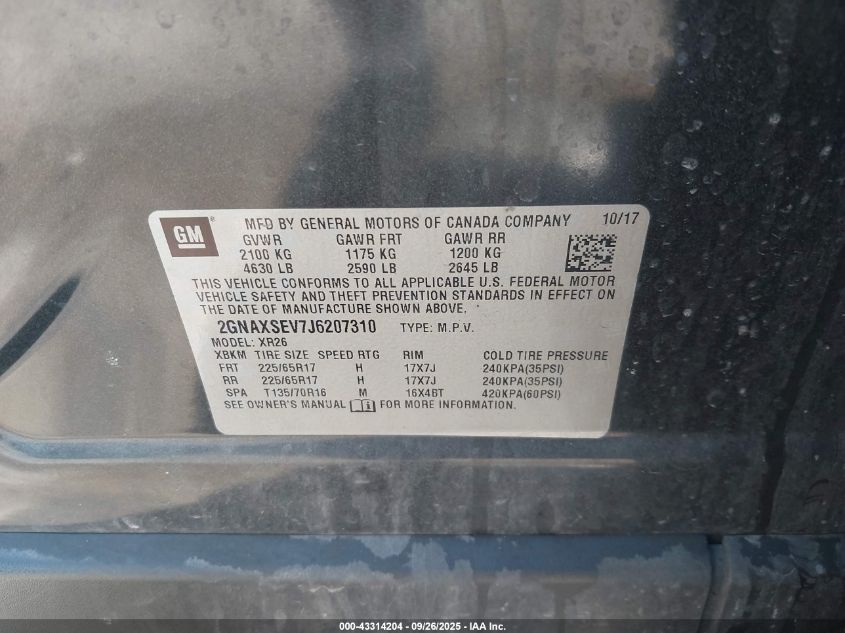 GM ® MFD BY GENERAL MOTORS OF CANADA COMPANY 10/17
GVWR GAWR FRT GAWR RR
2100 KG 1175 KG 1200 KG
4630 LB 2590 LB 2645 LB
THIS VEHICLE CONFORMS TO ALL APPLICABLE U.S. FEDERAL MOTOR
VEHICLE SAFETY AND THEFT PREVENTION STANDARDS IN EFFECT ON
THE DATE OF MANUFACTURE SHOWN ABOVE.
2GNAXSEV7J6207310 TYPE: M.P.V.
MODEL: XR26
XBKM TIRE SIZE SPEED RTG RIM COLD TIRE PRESSURE
FRT 225/65R17 H 17X7J 240KPA(35PSI)
RR 225/65R17 H 17X7J 240KPA(35PSI)
SPA T135/70R16 M 16X4BT 420KPA(60PSI)
SEE OWNER'S MANUAL i FOR MORE INFORMATION.
000-43314204 - 09/26/2025 - IAA Inc.